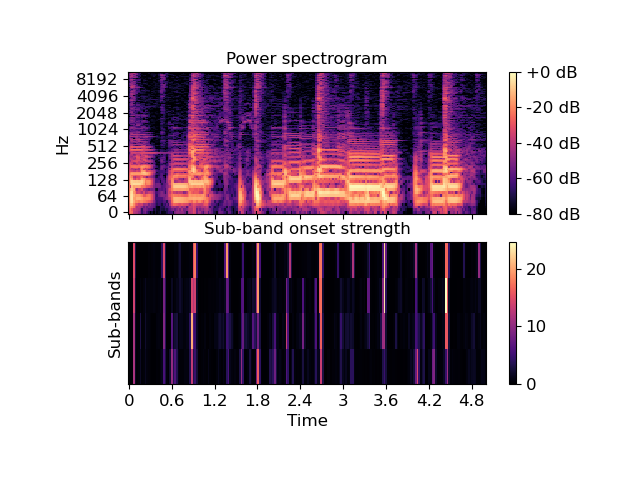 Power spectrogram
8192
4096
2048
1024
512
256
128
64
0
Hz
+0 dB
-20 dB
-40 dB
-60 dB
-80 dB
Sub-band onset strength
Sub-bands
20
10
0
0 0.6 1.2 1.8 2.4 3 3.6 4.2 4.8
Time